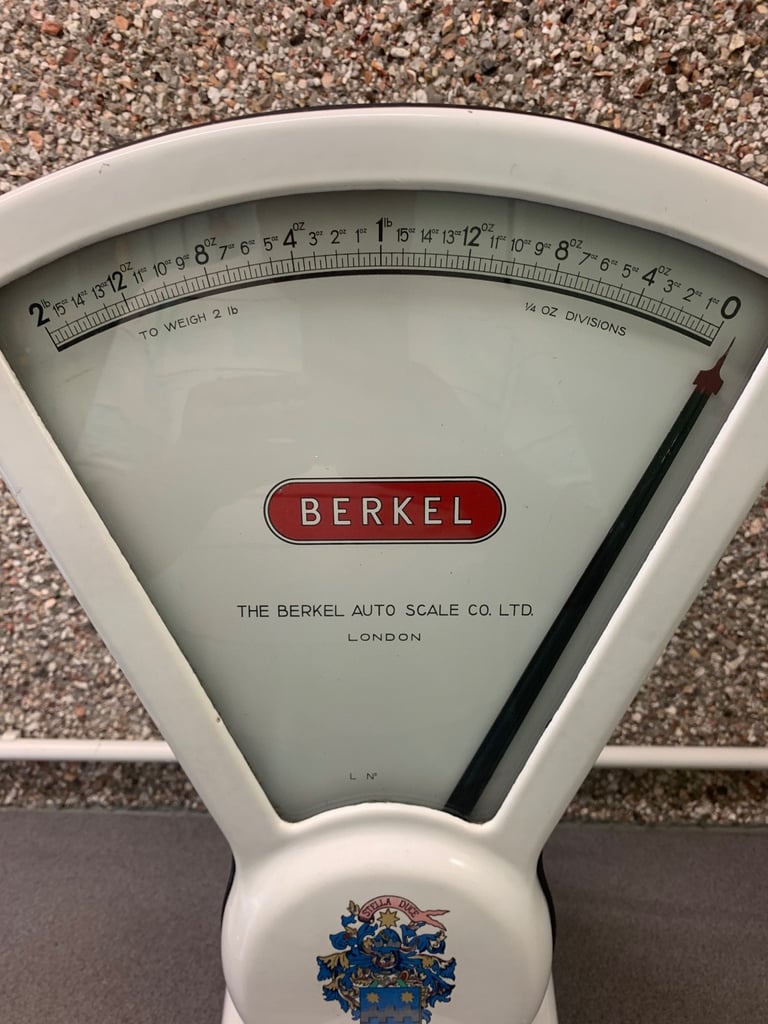 2lb 15oz 14oz 13oz 12OZ 11oz 10oz 9oz 8OZ 7oz 6oz 5oz 4OZ 3oz 2oz 1oz 1lb 15oz 14oz 13oz 12OZ 11oz 10oz 9oz 8OZ 7oz 6oz 5oz 4OZ 3oz 2oz 1oz 0
TO WEIGH 2 lb
¼ OZ DIVISIONS
BERKEL
THE BERKEL AUTO SCALE CO. LTD.
LONDON
L Nº
STELLA DUCE